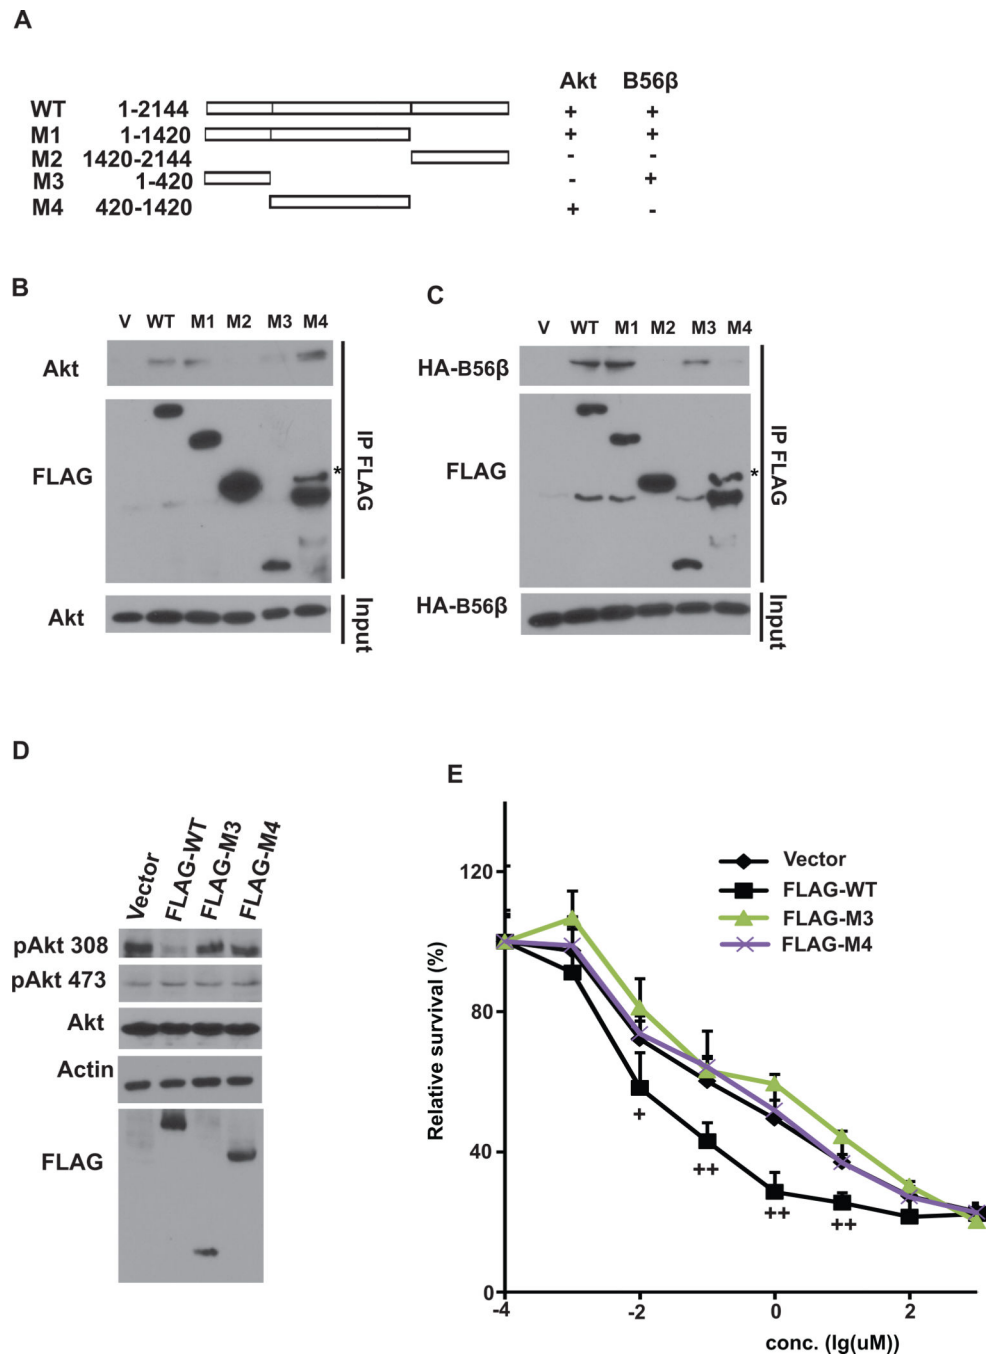 A
Akt B56β
WT 1-2144 + +
M1 1-1420 + +
M2 1420-2144 - -
M3 1-420 - +
M4 420-1420 + -
B
V WT M1 M2 M3 M4
Akt
FLAG
*
IP FLAG
Akt
Input
C
V WT M1 M2 M3 M4
HA-B56β
FLAG
*
IP FLAG
HA-B56β
Input
D
Vector FLAG-WT FLAG-M3 FLAG-M4
pAkt 308
pAkt 473
Akt
Actin
FLAG
E
Vector
FLAG-WT
FLAG-M3
FLAG-M4
Relative survival (%)
120
80
40
0
+
++
++
++
-4 -2 0 2
conc. (lg(uM))